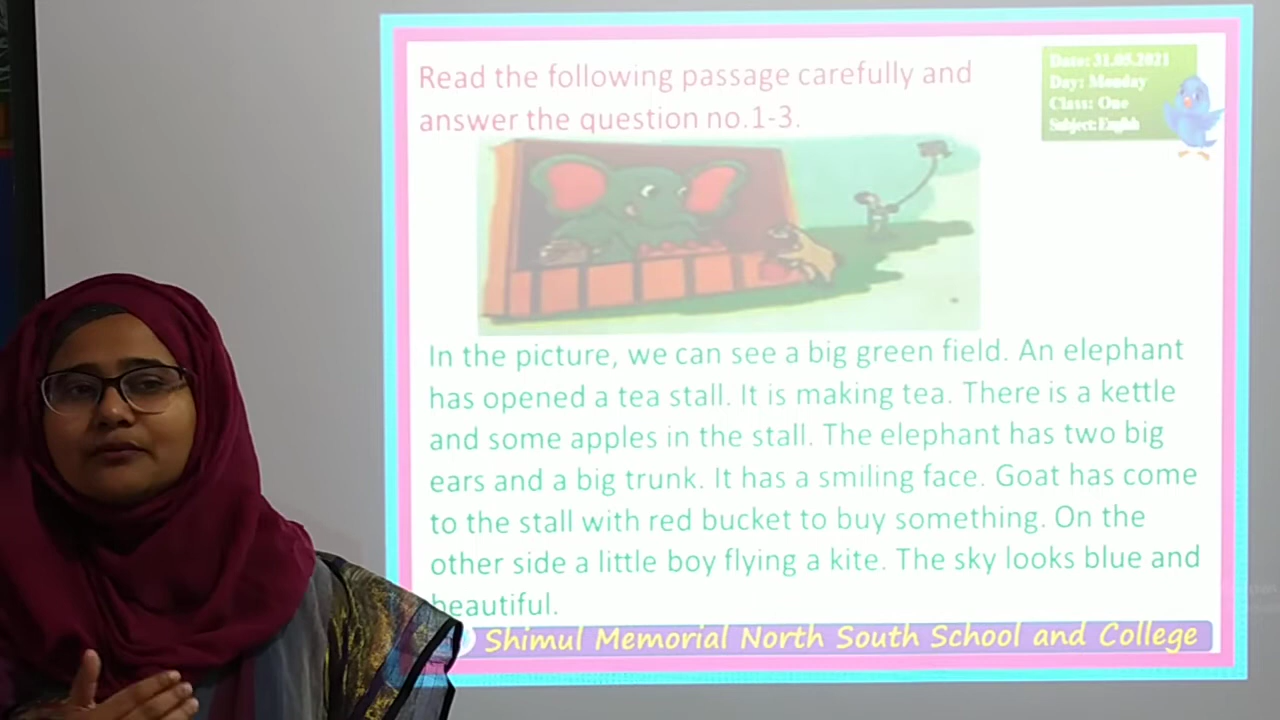 Read the following passage carefully and
answer the question no.1-3.
Date: 31.05.2021
Day: Monday
Class: One
Subject: English
In the picture, we can see a big green field. An elephant
has opened a tea stall. It is making tea. There is a kettle
and some apples in the stall. The elephant has two big
ears and a big trunk. It has a smiling face. Goat has come
to the stall with red bucket to buy something. On the
other side a little boy flying a kite. The sky looks blue and
beautiful.
Shimul Memorial North South School and College